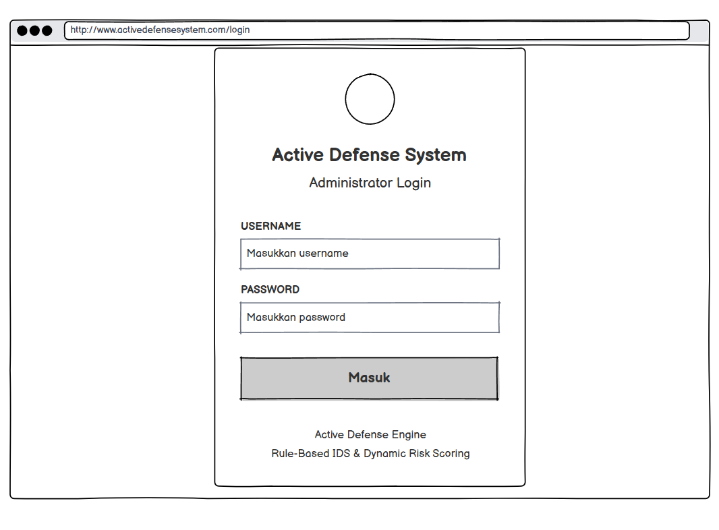 http://www.activedefensesystem.com/login
Active Defense System
Administrator Login
USERNAME
Masukkan username
PASSWORD
Masukkan password
Masuk
Active Defense Engine
Rule-Based IDS & Dynamic Risk Scoring